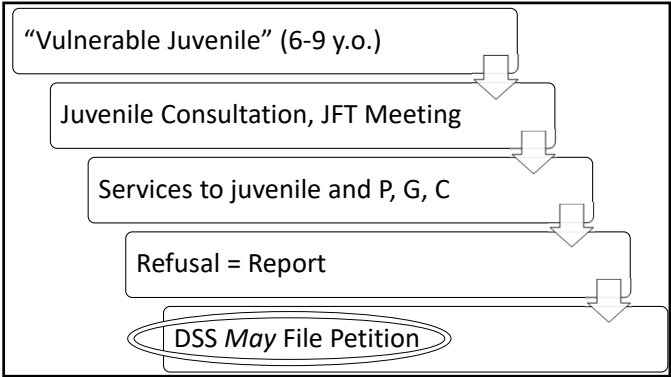 “Vulnerable Juvenile” (6-9 y.o.)
Juvenile Consultation, JFT Meeting
Services to juvenile and P, G, C
Refusal = Report
DSS May File Petition